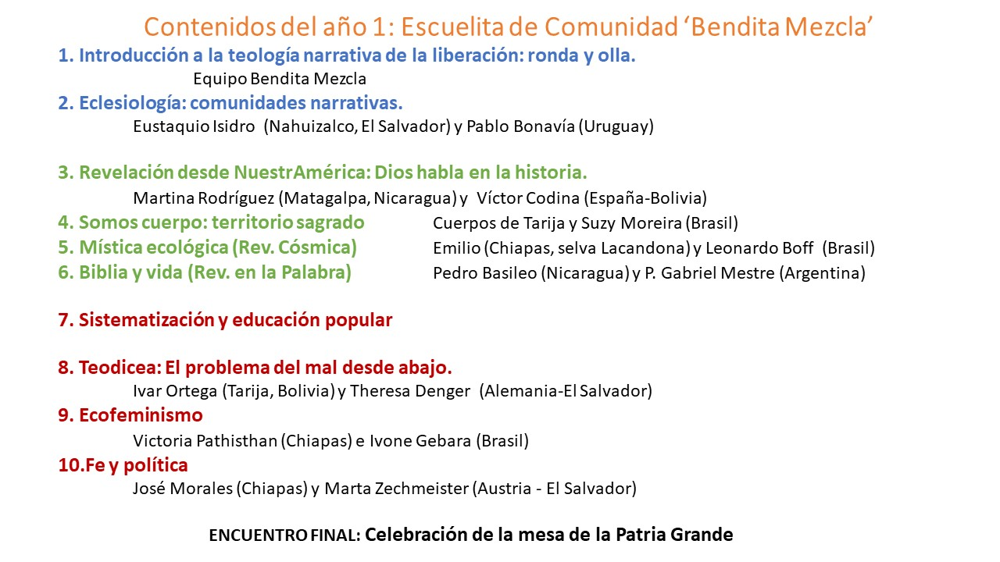 Contenidos del año 1: Escuelita de Comunidad ‘Bendita Mezcla’
1. Introducción a la teología narrativa de la liberación: ronda y olla.
Equipo Bendita Mezcla
2. Eclesiología: comunidades narrativas.
Eustaquio Isidro (Nahuizalco, El Salvador) y Pablo Bonavía (Uruguay)
3. Revelación desde NuestrAmérica: Dios habla en la historia.
Martina Rodríguez (Matagalpa, Nicaragua) y Víctor Codina (España-Bolivia)
4. Somos cuerpo: territorio sagrado Cuerpos de Tarija y Suzy Moreira (Brasil)
5. Mística ecológica (Rev. Cósmica) Emilio (Chiapas, selva Lacandona) y Leonardo Boff (Brasil)
6. Biblia y vida (Rev. en la Palabra) Pedro Basileo (Nicaragua) y P. Gabriel Mestre (Argentina)
7. Sistematización y educación popular
8. Teodicea: El problema del mal desde abajo.
Ivar Ortega (Tarija, Bolivia) y Theresa Denger (Alemania-El Salvador)
9. Ecofeminismo
Victoria Pathisthan (Chiapas) e Ivone Gebara (Brasil)
10.Fe y política
José Morales (Chiapas) y Marta Zechmeister (Austria - El Salvador)
ENCUENTRO FINAL: Celebración de la mesa de la Patria Grande